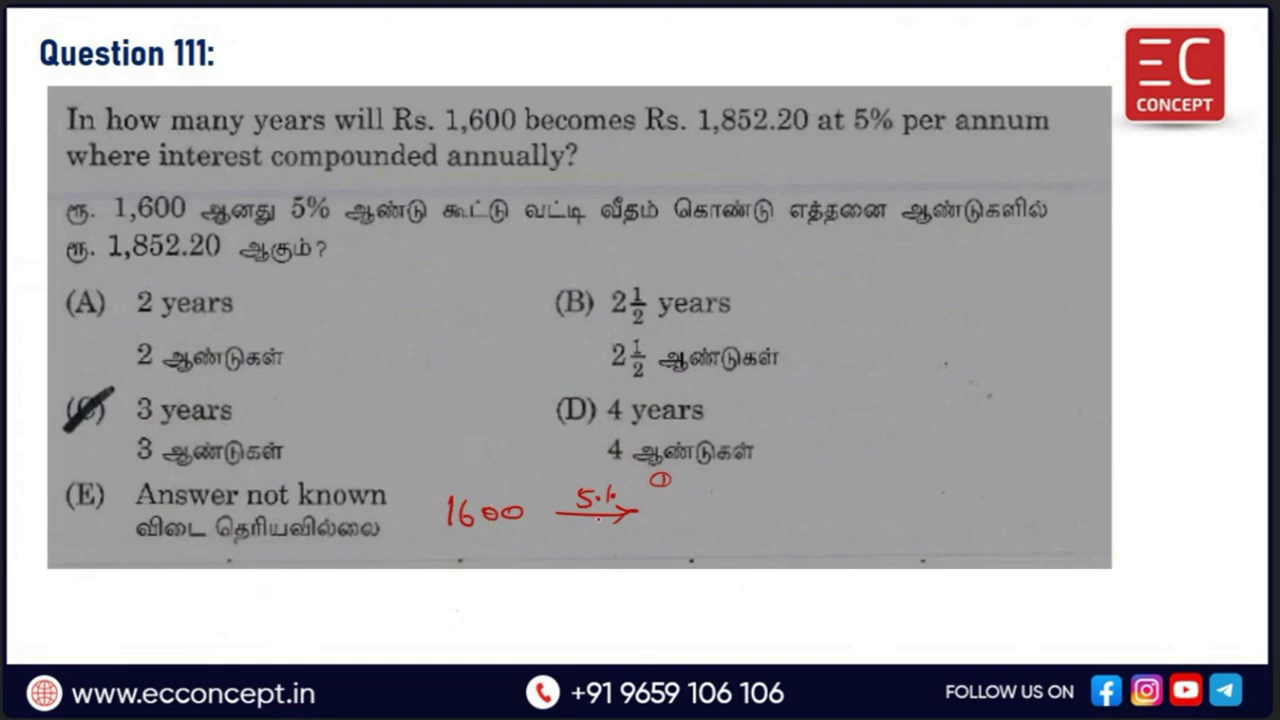 Question 111:
EC
CONCEPT
In how many years will Rs. 1,600 becomes Rs. 1,852.20 at 5% per annum
where interest compounded annually?
ரூ. 1,600 ஆனது 5% ஆண்டு கூட்டு வட்டி வீதம் கொண்டு எத்தனை ஆண்டுகளில்
ரூ. 1,852.20 ஆகும்?
(A) 2 years
2 ஆண்டுகள்
(B) 2 1/2 years
2 1/2 ஆண்டுகள்
(C) 3 years
3 ஆண்டுகள்
(D) 4 years
4 ஆண்டுகள்
(E) Answer not known
விடை தெரியவில்லை
1600 5% → ①
www.ecconcept.in
+91 9659 106 106
FOLLOW US ON